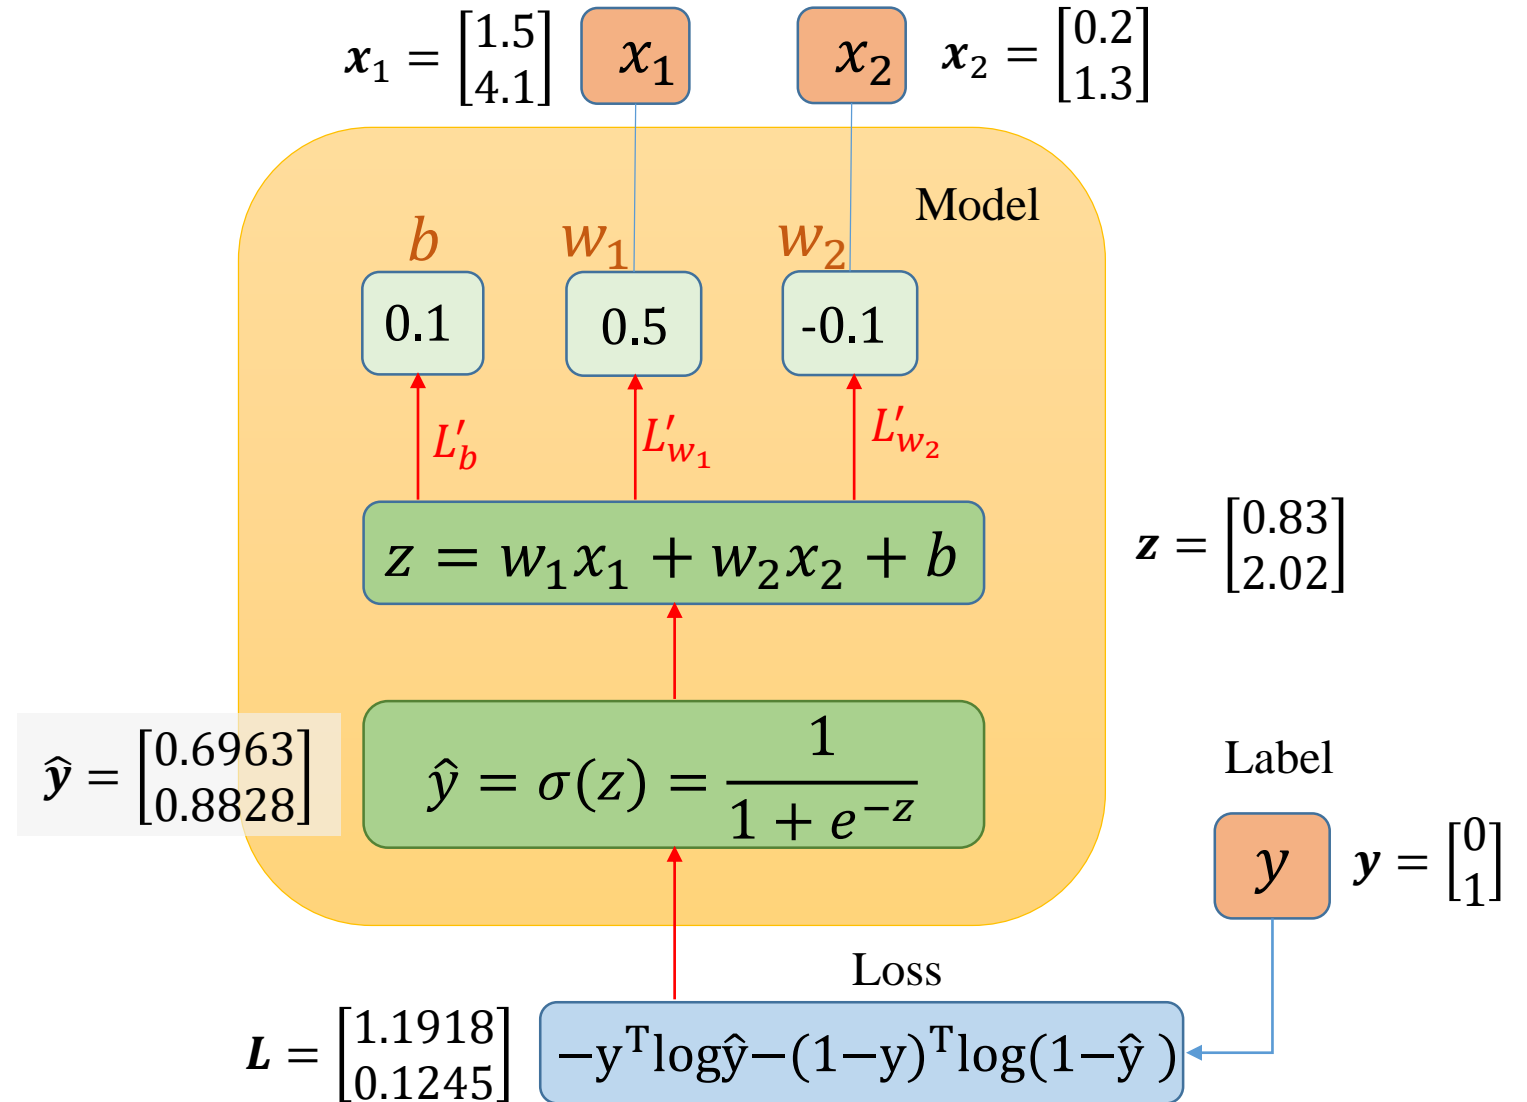 𝒙₁ = [1.5 4.1] x₁ x₂ 𝒙₂ = [0.2 1.3]
Model
b w₁ w₂
0.1 0.5 -0.1
L′_b L′_w₁ L′_w₂
z = w₁x₁ + w₂x₂ + b 𝒛 = [0.83 2.02]
𝒚̂ = [0.6963 0.8828] ŷ = σ(z) = 1/(1 + e^−z)
Label
y 𝒚 = [0 1]
Loss
𝑳 = [1.1918 0.1245] −yᵀlogŷ−(1−y)ᵀlog(1−ŷ )